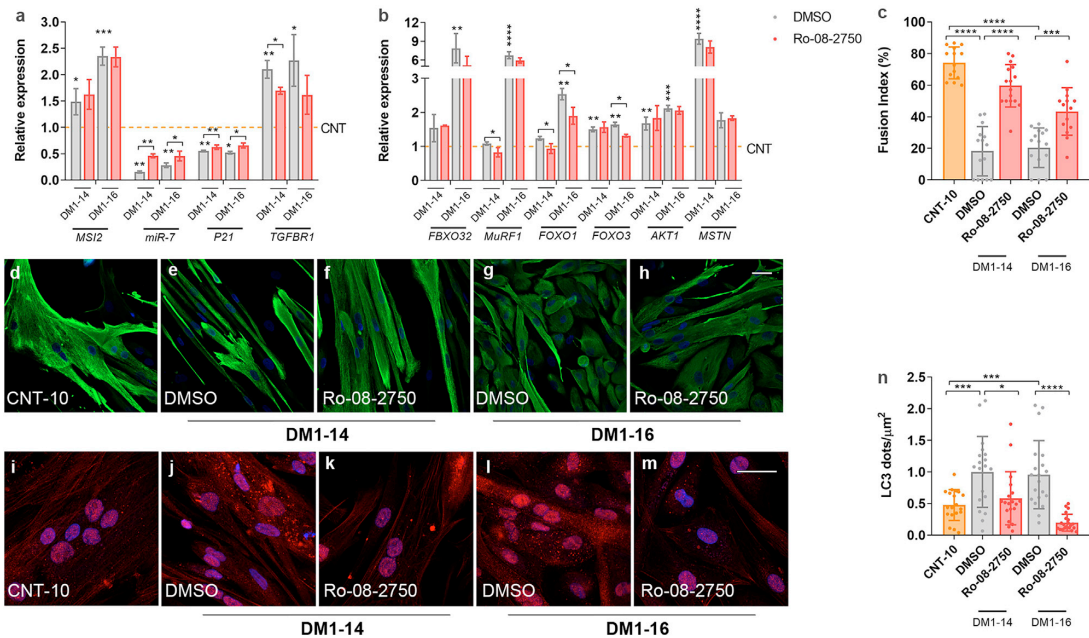 a
Relative expression
3.0
2.5
2.0
1.5
1.0
0.5
0.0
*
***
**
**
**
*
**
**
*
*
**
*
*
CNT
DM1-14
DM1-16
DM1-14
DM1-16
DM1-14
DM1-16
DM1-14
DM1-16
MSI2
miR-7
P21
TGFBR1
b
Relative expression
12
9
6
3
2
1
0
**
*
****
*
**
*
**
**
*
**
***
****
CNT
DM1-14
DM1-16
DM1-14
DM1-16
DM1-14
DM1-16
DM1-14
DM1-16
DM1-14
DM1-16
DM1-14
DM1-16
FBXO32
MuRF1
FOXO1
FOXO3
AKT1
MSTN
DMSO
Ro-08-2750
c
Fusion Index (%)
100
80
60
40
20
0
****
****
****
***
CNT-10
DMSO
Ro-08-2750
DMSO
Ro-08-2750
DM1-14
DM1-16
d
e
f
g
h
CNT-10
DMSO
Ro-08-2750
DMSO
Ro-08-2750
DM1-14
DM1-16
i
j
k
l
m
CNT-10
DMSO
Ro-08-2750
DMSO
Ro-08-2750
DM1-14
DM1-16
n
LC3 dots/µm²
2.5
2.0
1.5
1.0
0.5
0.0
***
***
*
****
CNT-10
DMSO
Ro-08-2750
DMSO
Ro-08-2750
DM1-14
DM1-16